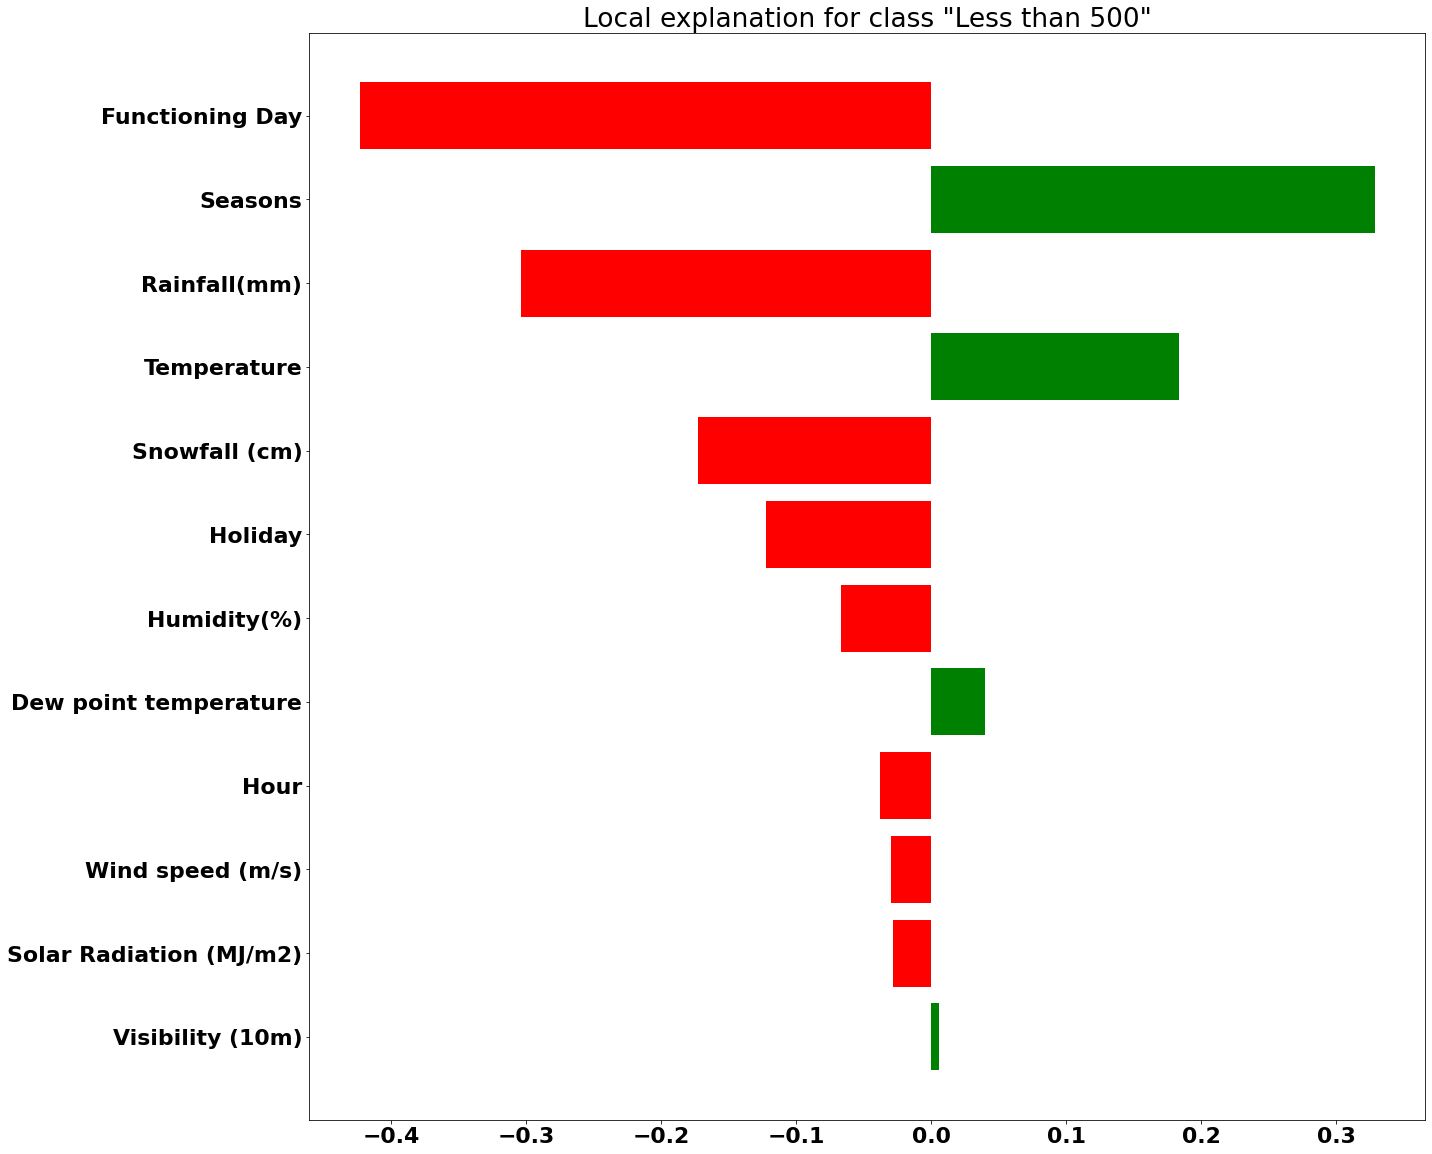 Local explanation for class "Less than 500"
Functioning Day
Seasons
Rainfall(mm)
Temperature
Snowfall (cm)
Holiday
Humidity(%)
Dew point temperature
Hour
Wind speed (m/s)
Solar Radiation (MJ/m2)
Visibility (10m)
−0.4 −0.3 −0.2 −0.1 0.0 0.1 0.2 0.3